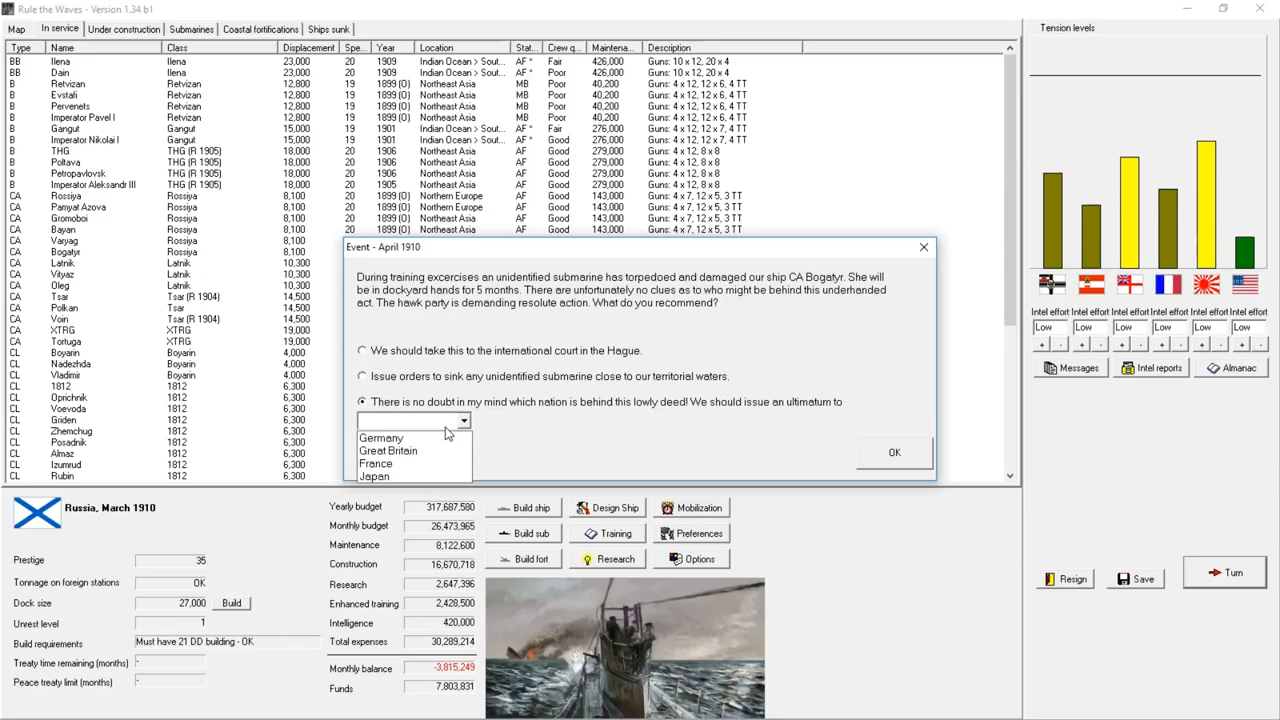 Rule the Waves - Version 1.34 b1
Map In service Under construction Submarines Coastal fortifications Ships sunk
Type Name Class Displacement Spe... Year Location Stat... Crew q... Maintena... Description
BB Ilena Ilena 23,000 20 1909 Indian Ocean > Sout... AF * Fair 426,000 Guns: 10 x 12, 20 x 4
BB Dain Ilena 23,000 20 1909 Indian Ocean > Sout... AF * Poor 426,000 Guns: 10 x 12, 20 x 4
B Retvizan Retvizan 12,800 19 1899 (O) Northeast Asia MB Poor 40,200 Guns: 4 x 12, 12 x 6, 4 TT
B Evstafi Retvizan 12,800 19 1899 (O) Northeast Asia MB Poor 40,200 Guns: 4 x 12, 12 x 6, 4 TT
B Pervenets Retvizan 12,800 19 1899 (O) Northeast Asia MB Poor 40,200 Guns: 4 x 12, 12 x 6, 4 TT
B Imperator Pavel I Retvizan 12,800 19 1899 (O) Northeast Asia MB Poor 40,200 Guns: 4 x 12, 12 x 6, 4 TT
B Gangut Gangut 15,000 19 1901 Indian Ocean > Sout... AF * Fair 276,000 Guns: 4 x 12, 12 x 7, 4 TT
B Imperator Nikolai I Gangut 15,000 19 1901 Indian Ocean > Sout... AF * Good 276,000 Guns: 4 x 12, 12 x 7, 4 TT
B THG THG (R 1905) 18,000 20 1906 Northeast Asia AF Good 279,000 Guns: 4 x 12, 8 x 8
B Poltava THG (R 1905) 18,000 20 1906 Northeast Asia AF Good 279,000 Guns: 4 x 12, 8 x 8
B Petropavlovsk THG (R 1905) 18,000 20 1906 Northeast Asia AF Good 279,000 Guns: 4 x 12, 8 x 8
B Imperator Aleksandr III THG (R 1905) 18,000 20 1905 Northeast Asia AF Good 279,000 Guns: 4 x 12, 8 x 8
CA Rossiya Rossiya 8,100 20 1899 (O) Northern Europe AF Good 143,000 Guns: 4 x 7, 12 x 5, 3 TT
CA Pamyat Azova Rossiya 8,100 20 1899 (O) Northern Europe AF Good 143,000 Guns: 4 x 7, 12 x 5, 3 TT
CA Gromoboi Rossiya 8,100 20 1899 (O) Northeast Asia AF Good 143,000 Guns: 4 x 7, 12 x 5, 3 TT
CA Bayan Rossiya 8,100 20 1899 (O) Northeast Asia AF Good 143,000 Guns: 4 x 7, 12 x 5, 3 TT
CA Varyag Rossiya
CA Bogatyr Rossiya
CA Latnik Latnik
CA Vityaz Latnik
CA Oleg Latnik
CA Tsar Tsar (R 1904)
CA Polkan Tsar (R 1904)
CA Voin Tsar (R 1904)
CA XTRG XTRG
CA Tortuga XTRG
CL Boyarin Boyarin
CL Nadezhda Boyarin
CL Vladimir Boyarin
CL 1812 1812
CL Oprichnik 1812
CL Voevoda 1812
CL Griden 1812
CL Zhemchug 1812
CL Posadnik 1812
CL Almaz 1812
CL Izumrud 1812
CL Rubin 1812
8,100
8,100
10,300
10,300
10,300
14,500
14,500
14,500
19,000
19,000
4,000
4,000
4,000
6,300
6,300
6,300
6,300
6,300
6,300
6,300
6,300
6,300
Event - April 1910
During training excercises an unidentified submarine has torpedoed and damaged our ship CA Bogatyr. She will
be in dockyard hands for 5 months. There are unfortunately no clues as to who might be behind this underhanded
act. The hawk party is demanding resolute action. What do you recommend?
We should take this to the international court in the Hague.
Issue orders to sink any unidentified submarine close to our territorial waters.
There is no doubt in my mind which nation is behind this lowly deed! We should issue an ultimatum to
Germany
Great Britain
France
Japan
OK
Tension levels
Intel effort Intel effort Intel effort Intel effort Intel effort Intel effort
Low Low Low Low Low Low
+ - + - + - + - + - + -
Messages Intel reports Almanac
Russia, March 1910
Prestige 35
Tonnage on foreign stations OK
Dock size 27,000 Build
Unrest level 1
Build requirements Must have 21 DD building - OK
Treaty time remaining (months) -
Peace treaty limit (months) -
Yearly budget 317,687,580
Monthly budget 26,473,965
Maintenance 8,122,600
Construction 16,670,718
Research 2,647,396
Enhanced training 2,428,500
Intelligence 420,000
Total expenses 30,289,214
Monthly balance -3,815,249
Funds 7,803,831
Build ship Design Ship Mobilization
Build sub Training Preferences
Build fort Research Options
Resign Save Turn